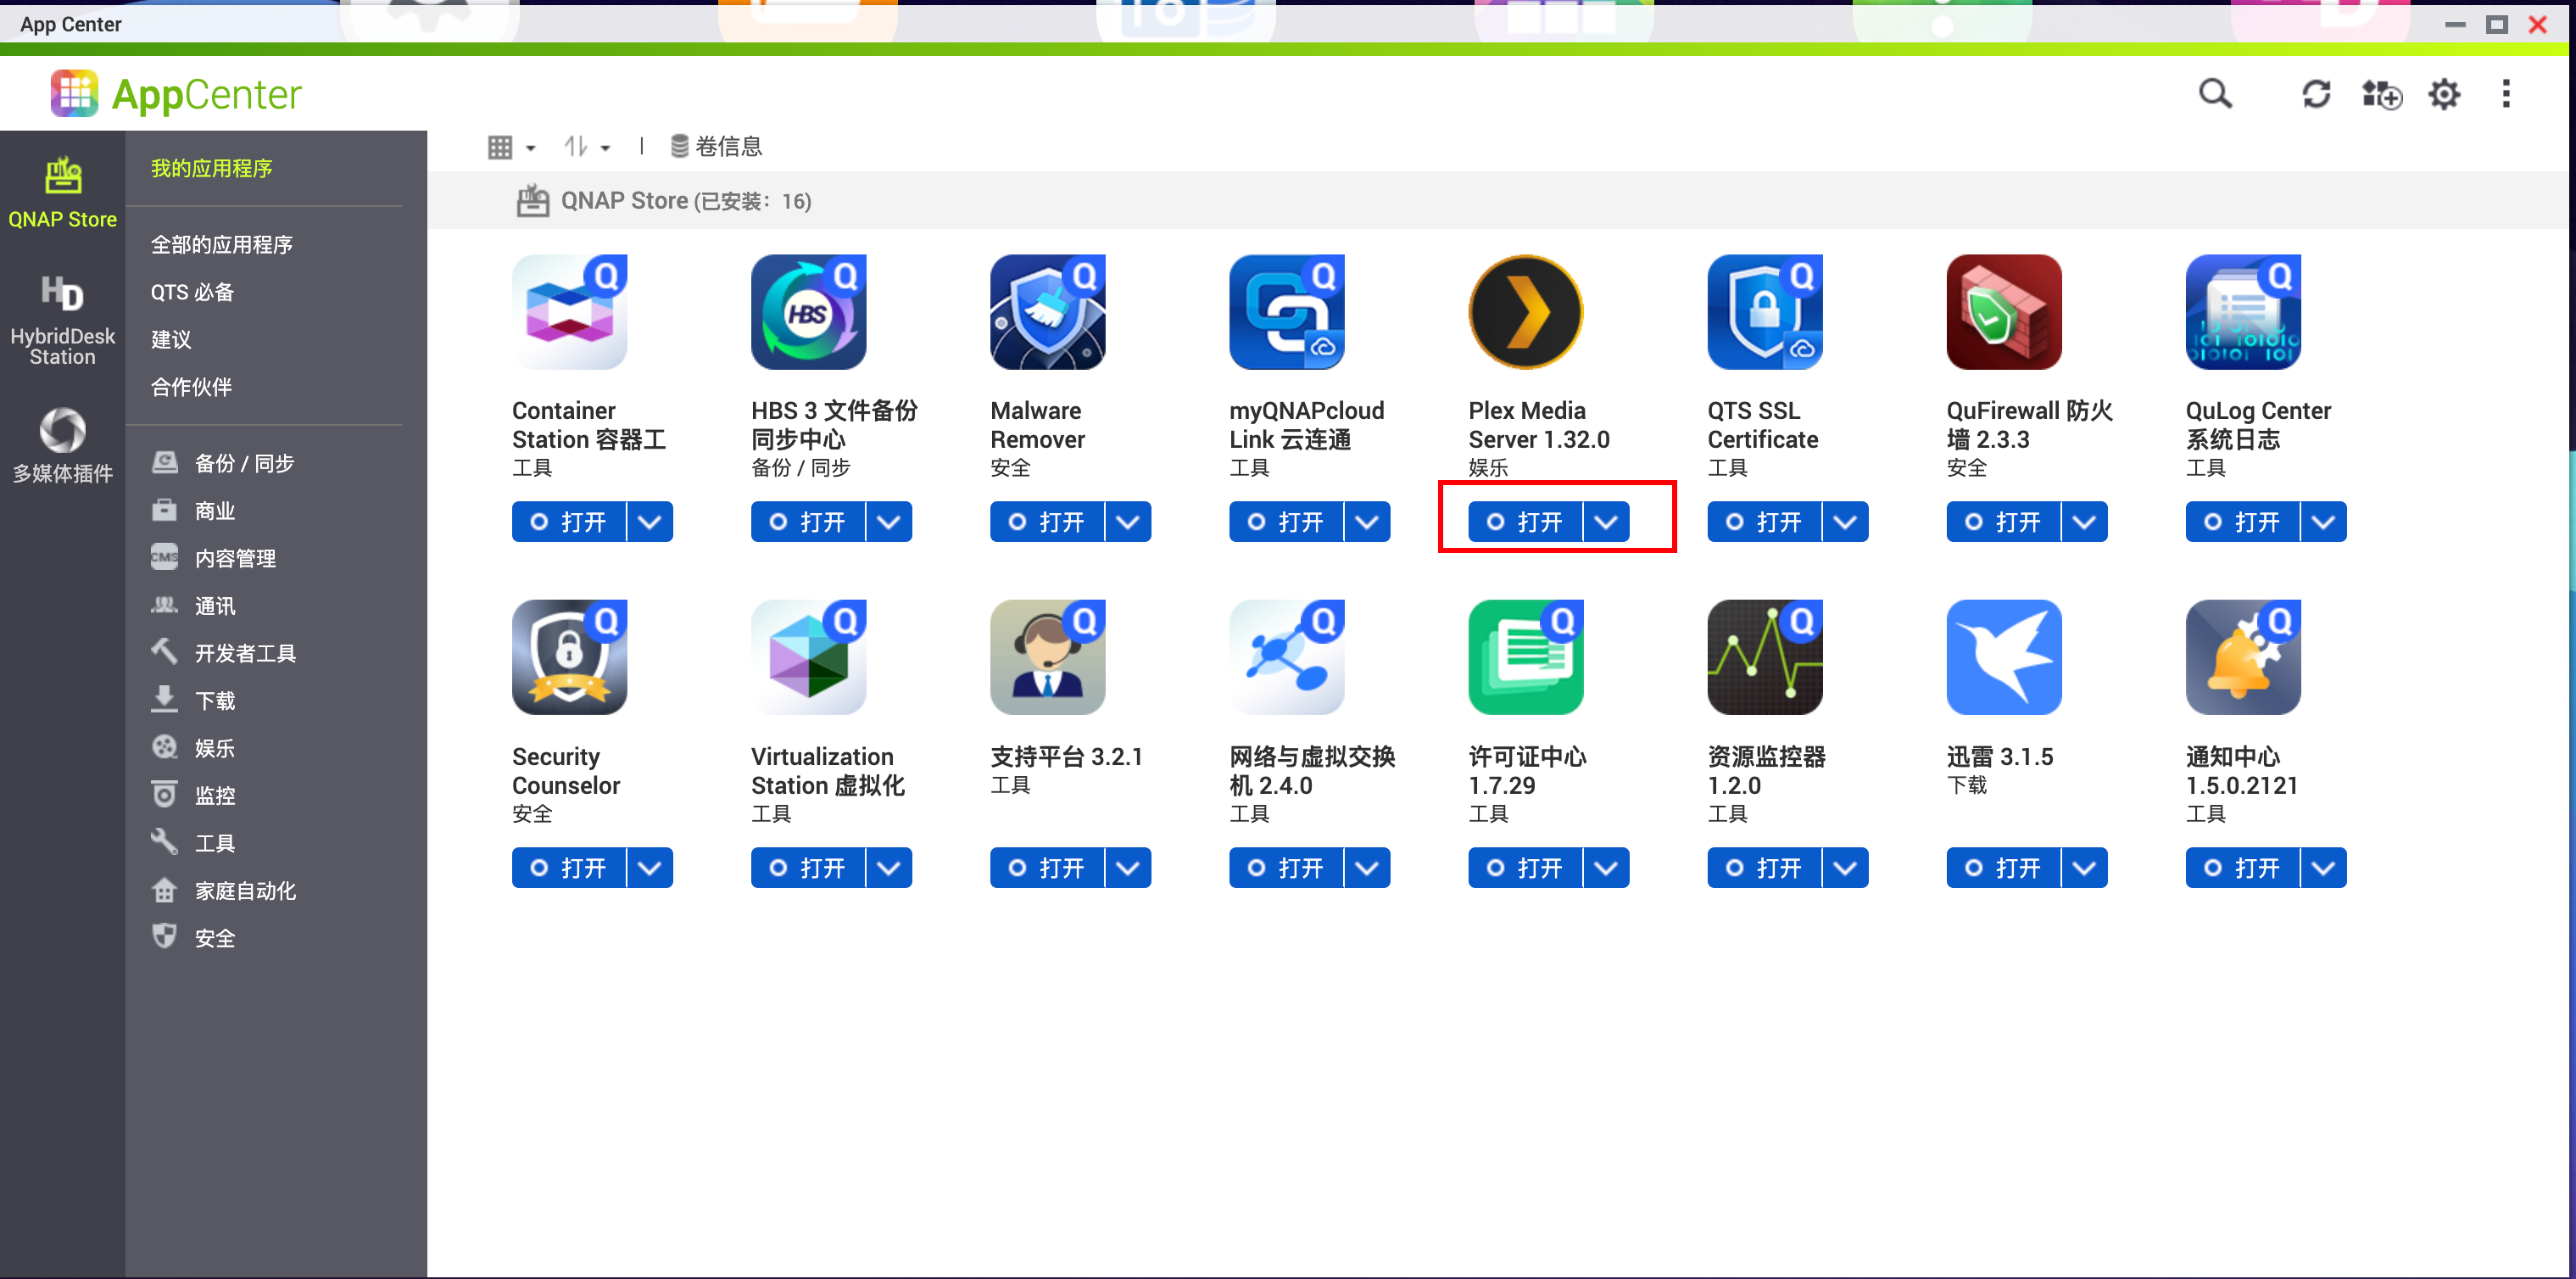 App Center
AppCenter
QNAP Store
HybridDesk
Station
多媒体插件
我的应用程序
全部的应用程序
QTS 必备
建议
合作伙伴
备份 / 同步
商业
CMS
内容管理
通讯
开发者工具
下载
娱乐
监控
工具
家庭自动化
安全
卷信息
QNAP Store (已安装：16)
HBS
Container
Station 容器工
工具
打开
HBS 3 文件备份
同步中心
备份 / 同步
打开
Malware
Remover
安全
打开
myQNAPcloud
Link 云连通
工具
打开
Plex Media
Server 1.32.0
娱乐
打开
QTS SSL
Certificate
工具
打开
QuFirewall 防火
墙 2.3.3
安全
打开
QuLog Center
系统日志
工具
打开
Security
Counselor
安全
打开
Virtualization
Station 虚拟化
工具
打开
支持平台 3.2.1
工具
打开
网络与虚拟交换
机 2.4.0
工具
打开
许可证中心
1.7.29
工具
打开
资源监控器
1.2.0
工具
打开
迅雷 3.1.5
下载
打开
通知中心
1.5.0.2121
工具
打开